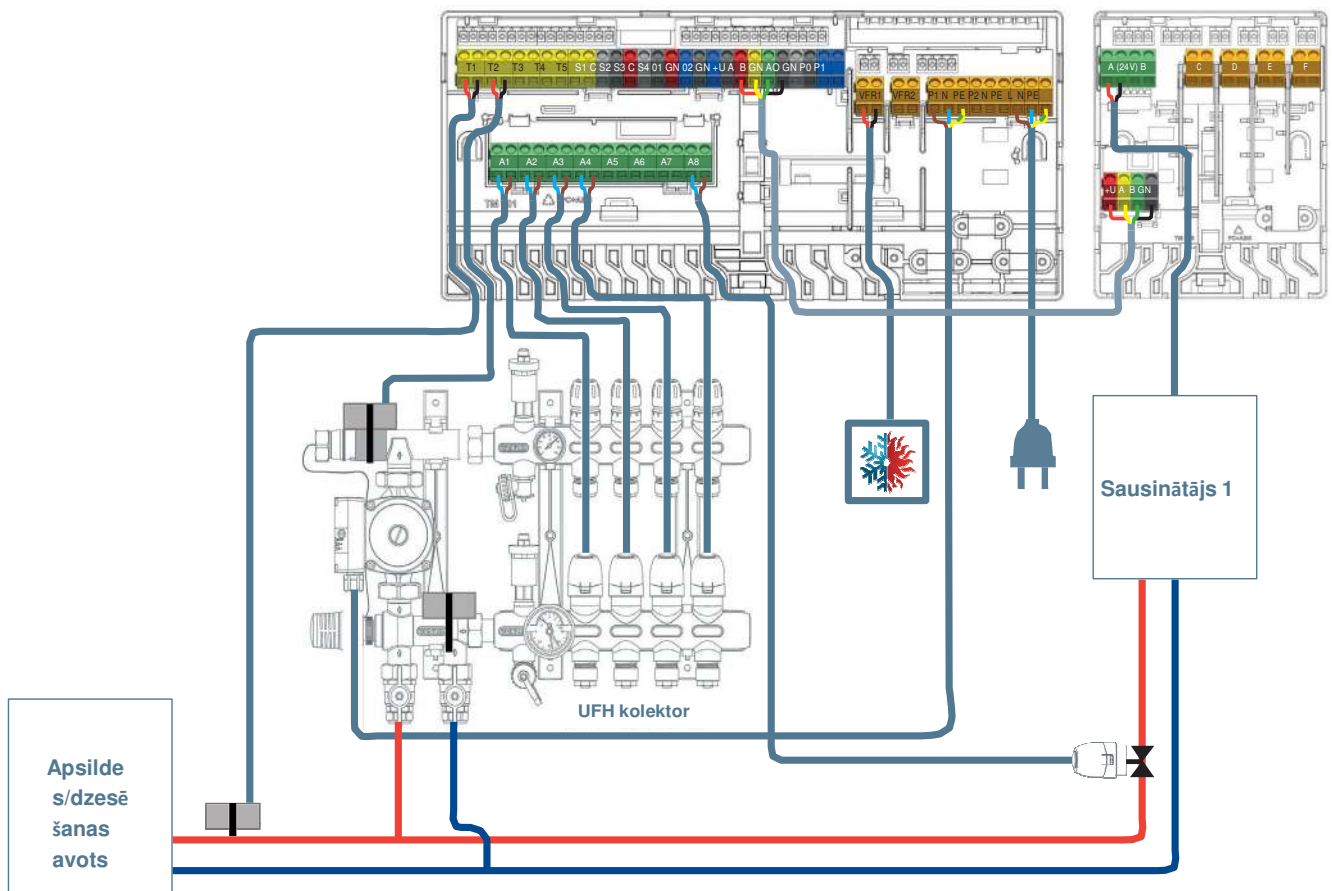 T1 T2 T3 T4 T5 S1 C S2 S3 C S4 01 GN 02 GN +U A B GN AO GN P0 P1
VFR1 VFR2 P1 N PE P2 N PE L N PE
A (24V) B C D E F
A1 A2 A3 A4 A5 A6 A7 A8
+U A B GN
Sausinātājs 1
UFH kolektor
Apsilde
s/dzesē
šanas
avots